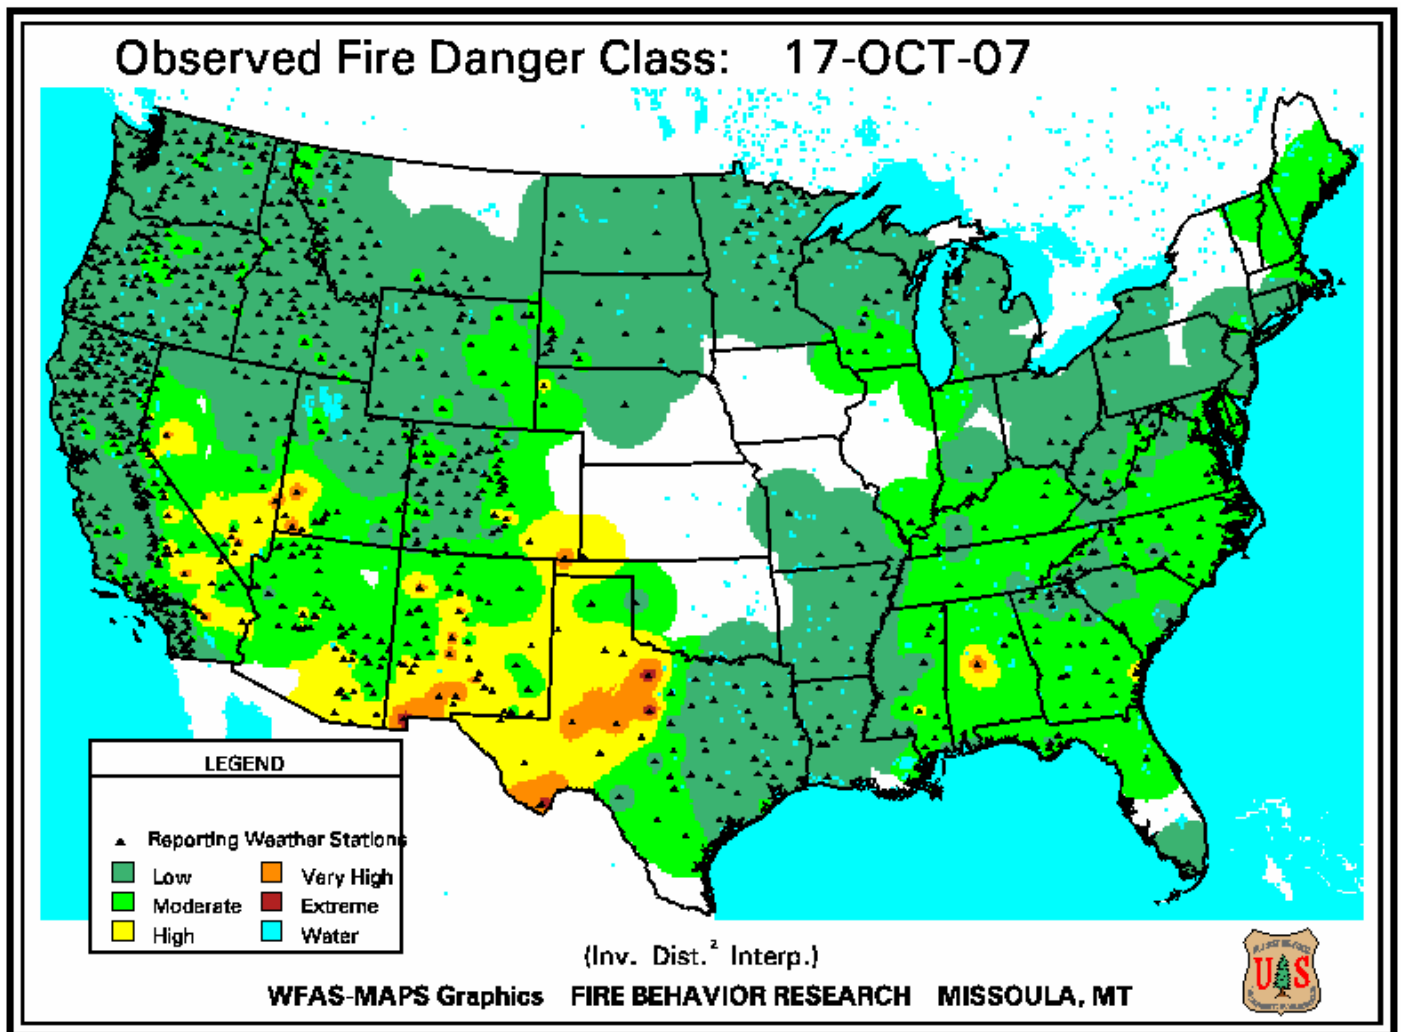 Observed Fire Danger Class: 17-OCT-07
LEGEND
Reporting Weather Stations
Low Very High
Moderate Extreme
High Water
(Inv. Dist.² Interp.)
WFAS-MAPS Graphics FIRE BEHAVIOR RESEARCH MISSOULA, MT
U S